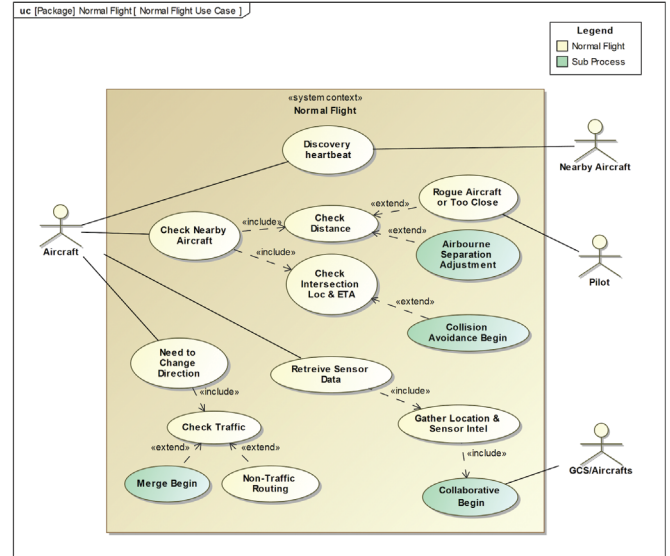 uc [Package] Normal Flight [ Normal Flight Use Case ]
Legend
Normal Flight
Sub Process
«system context»
Normal Flight
Discovery
heartbeat
Nearby Aircraft
Rogue Aircraft
or Too Close
«extend»
Check
Distance
«include»
Check Nearby
Aircraft
Aircraft
«extend»
Airbourne
Separation
Adjustment
«include»
Check
Intersection
Loc & ETA
Pilot
«extend»
Collision
Avoidance Begin
Need to
Change
Direction
Retreive Sensor
Data
«include»
«include»
Check Traffic
Gather Location &
Sensor Intel
«extend»
«extend»
«include»
Merge Begin
Non-Traffic
Routing
Collaborative
Begin
GCS/Aircrafts